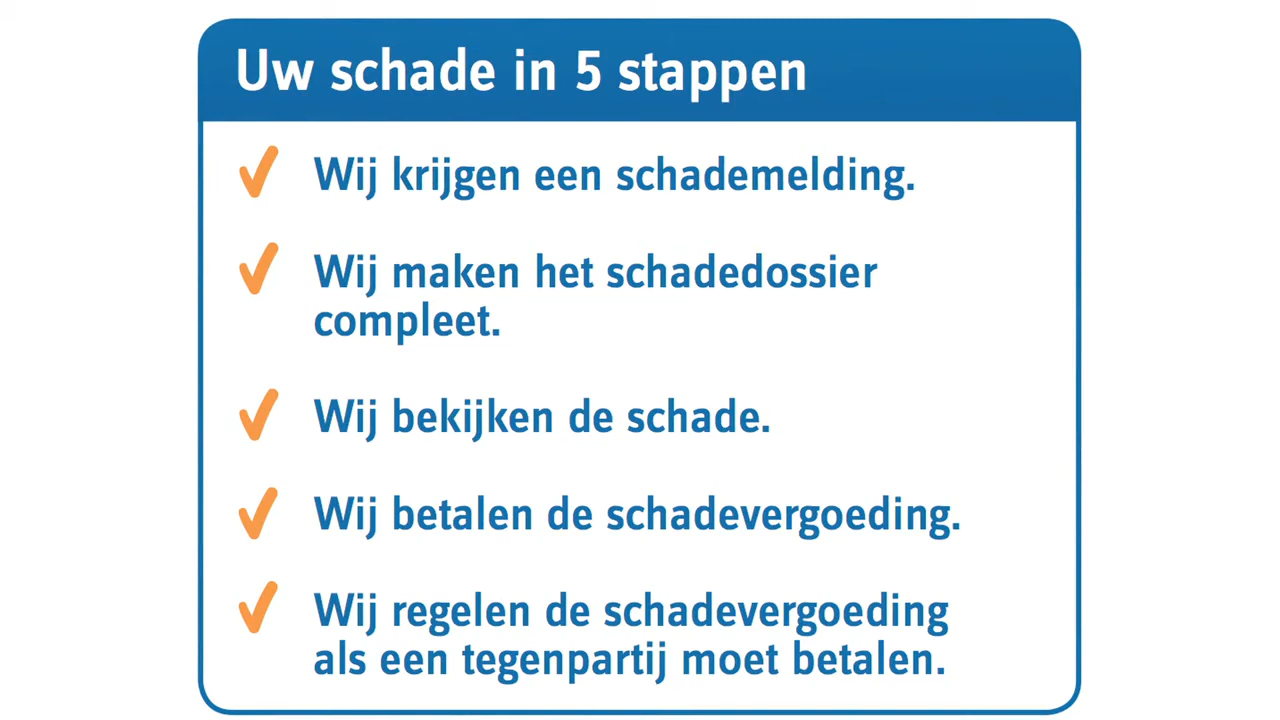 Uw schade in 5 stappen
Wij krijgen een schademelding.
Wij maken het schadedossier
compleet.
Wij bekijken de schade.
Wij betalen de schadevergoeding.
Wij regelen de schadevergoeding
als een tegenpartij moet betalen.